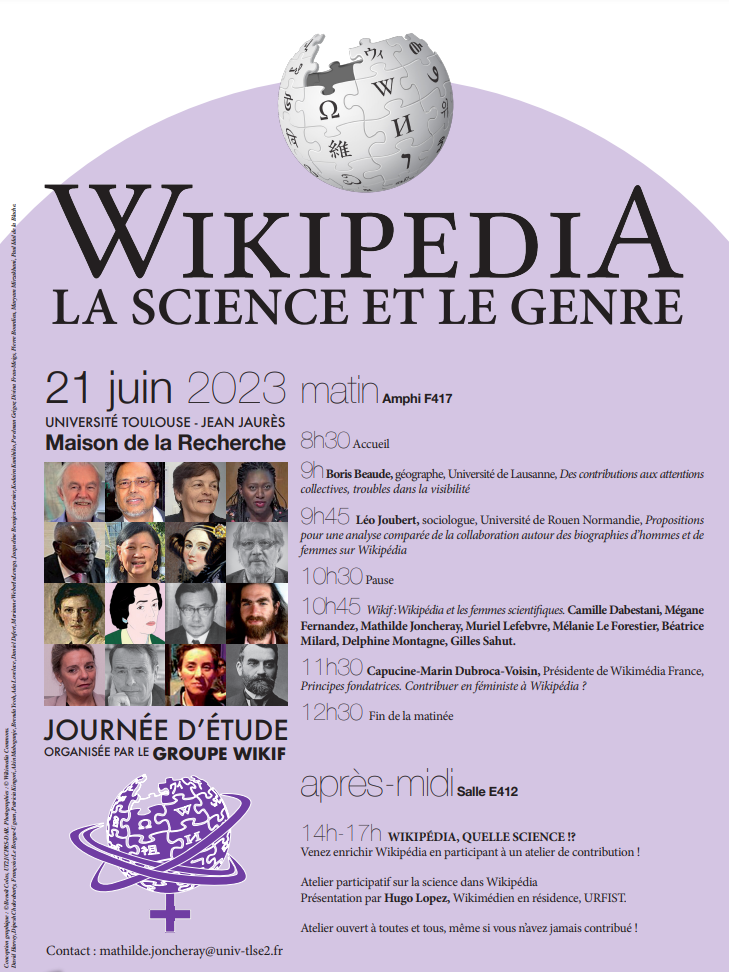 WIKIPEDIA
LA SCIENCE ET LE GENRE
21 juin 2023
UNIVERSITÉ TOULOUSE - JEAN JAURÈS
Maison de la Recherche
JOURNÉE D'ÉTUDE
ORGANISÉE PAR LE GROUPE WIKIF
Contact : mathilde.joncheray@univ-tlse2.fr
matin Amphi F417
8h30 Accueil
9h Boris Beaude, géographe, Université de Lausanne, Des contributions aux attentions
collectives, troubles dans la visibilité
9h45 Léo Joubert, sociologue, Université de Rouen Normandie, Propositions
pour une analyse comparée de la collaboration autour des biographies d'hommes et de
femmes sur Wikipédia
10h30 Pause
10h45 Wikif : Wikipédia et les femmes scientifiques. Camille Dabestani, Mégane
Fernandez, Mathilde Joncheray, Muriel Lefebvre, Mélanie Le Forestier, Béatrice
Milard, Delphine Montagne, Gilles Sahut.
11h30 Capucine-Marin Dubroca-Voisin, Présidente de Wikimédia France,
Principes fondatrices. Contribuer en féministe à Wikipédia ?
12h30 Fin de la matinée
après-midi Salle E412
14h-17h WIKIPÉDIA, QUELLE SCIENCE !?
Venez enrichir Wikipédia en participant à un atelier de contribution !
Atelier participatif sur la science dans Wikipédia
Présentation par Hugo Lopez, Wikimédien en résidence, URFIST.
Atelier ouvert à toutes et tous, même si vous n'avez jamais contribué !